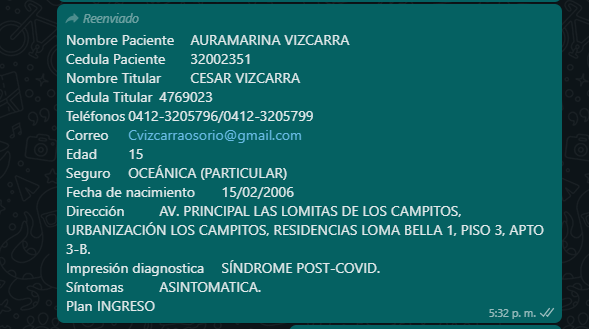 Reenviado
Nombre Paciente AURAMARINA VIZCARRA
Cedula Paciente 32002351
Nombre Titular CESAR VIZCARRA
Cedula Titular 4769023
Teléfonos 0412-3205796/0412-3205799
Correo Cvizcarraosorio@gmail.com
Edad 15
Seguro OCEÁNICA (PARTICULAR)
Fecha de nacimiento 15/02/2006
Dirección AV. PRINCIPAL LAS LOMITAS DE LOS CAMPITOS,
URBANIZACIÓN LOS CAMPITOS, RESIDENCIAS LOMA BELLA 1, PISO 3, APTO
3-B.
Impresión diagnostica SÍNDROME POST-COVID.
Síntomas ASINTOMATICA.
Plan INGRESO
5:32 p. m.